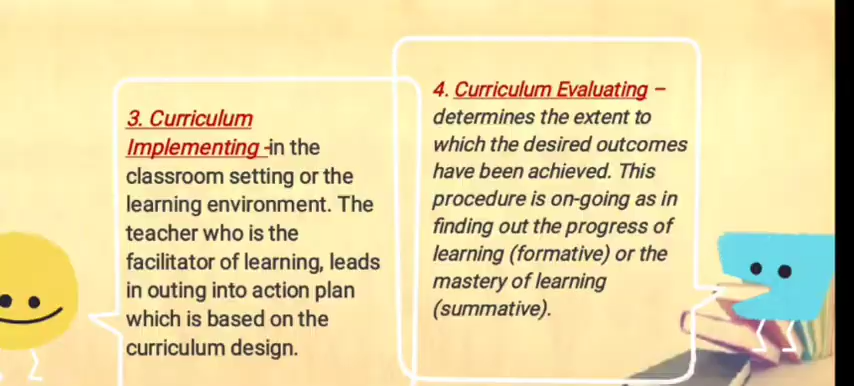 3. Curriculum
Implementing -in the
classroom setting or the
learning environment. The
teacher who is the
facilitator of learning, leads
in outing into action plan
which is based on the
curriculum design.
4. Curriculum Evaluating –
determines the extent to
which the desired outcomes
have been achieved. This
procedure is on-going as in
finding out the progress of
learning (formative) or the
mastery of learning
(summative).